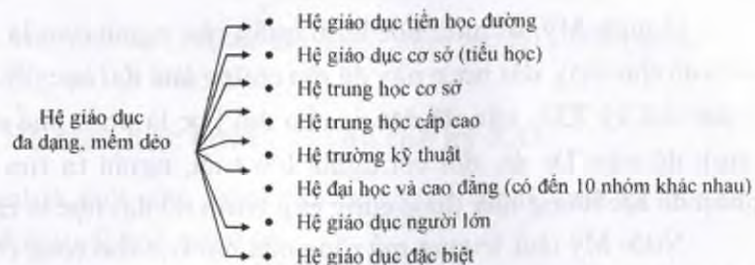 Hệ giáo dục
đa dạng, mềm dẻo
• Hệ giáo dục tiền học đường
• Hệ giáo dục cơ sở (tiểu học)
• Hệ trung học cơ sở
• Hệ trung học cấp cao
• Hệ trường kỹ thuật
• Hệ đại học và cao đẳng (có đến 10 nhóm khác nhau)
• Hệ giáo dục người lớn
• Hệ giáo dục đặc biệt